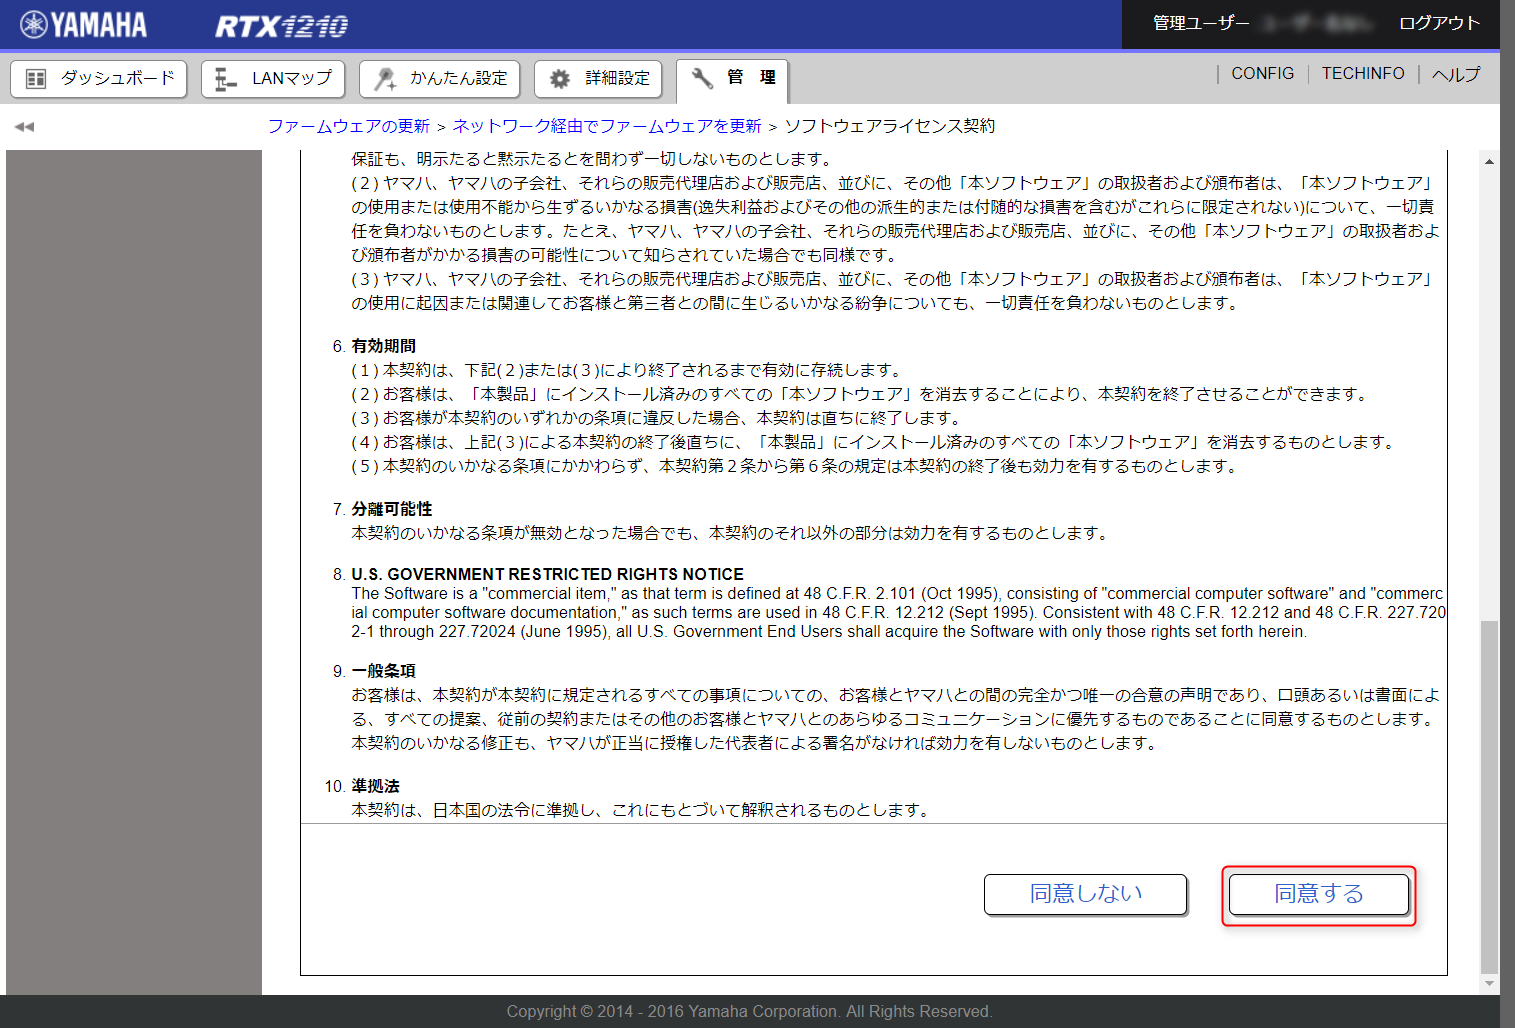 YAMAHA RTX1210 管理ユーザー ログアウト
ダッシュボード LANマップ かんたん設定 詳細設定 管理 CONFIG TECHINFO ヘルプ
ファームウェアの更新 > ネットワーク経由でファームウェアを更新 > ソフトウェアライセンス契約
保証も、明示たると黙示たるとを問わず一切しないものとします。
(２) ヤマハ、ヤマハの子会社、それらの販売代理店および販売店、並びに、その他「本ソフトウェア」の取扱者および頒布者は、「本ソフトウェア」
の使用または使用不能から生ずるいかなる損害(逸失利益およびその他の派生的または付随的な損害を含むがこれらに限定されない)について、一切責
任を負わないものとします。たとえ、ヤマハ、ヤマハの子会社、それらの販売代理店および販売店、並びに、その他「本ソフトウェア」の取扱者およ
び頒布者がかかる損害の可能性について知らされていた場合でも同様です。
(３) ヤマハ、ヤマハの子会社、それらの販売代理店および販売店、並びに、その他「本ソフトウェア」の取扱者および頒布者は、「本ソフトウェア」
の使用に起因または関連してお客様と第三者との間に生じるいかなる紛争についても、一切責任を負わないものとします。
6. 有効期間
(１) 本契約は、下記(２)または(３)により終了されるまで有効に存続します。
(２) お客様は、「本製品」にインストール済みのすべての「本ソフトウェア」を消去することにより、本契約を終了させることができます。
(３) お客様が本契約のいずれかの条項に違反した場合、本契約は直ちに終了します。
(４) お客様は、上記(３)による本契約の終了後直ちに、「本製品」にインストール済みのすべての「本ソフトウェア」を消去するものとします。
(５) 本契約のいかなる条項にかかわらず、本契約第２条から第６条の規定は本契約の終了後も効力を有するものとします。
7. 分離可能性
本契約のいかなる条項が無効となった場合でも、本契約のそれ以外の部分は効力を有するものとします。
8. U.S. GOVERNMENT RESTRICTED RIGHTS NOTICE
The Software is a "commercial item," as that term is defined at 48 C.F.R. 2.101 (Oct 1995), consisting of "commercial computer software" and "commerc
ial computer software documentation," as such terms are used in 48 C.F.R. 12.212 (Sept 1995). Consistent with 48 C.F.R. 12.212 and 48 C.F.R. 227.720
2-1 through 227.72024 (June 1995), all U.S. Government End Users shall acquire the Software with only those rights set forth herein.
9. 一般条項
お客様は、本契約が本契約に規定されるすべての事項についての、お客様とヤマハとの間の完全かつ唯一の合意の声明であり、口頭あるいは書面によ
る、すべての提案、従前の契約またはその他のお客様とヤマハとのあらゆるコミュニケーションに優先するものであることに同意するものとします。
本契約のいかなる修正も、ヤマハが正当に授権した代表者による署名がなければ効力を有しないものとします。
10. 準拠法
本契約は、日本国の法令に準拠し、これにもとづいて解釈されるものとします。
同意しない 同意する
Copyright © 2014 - 2016 Yamaha Corporation. All Rights Reserved.